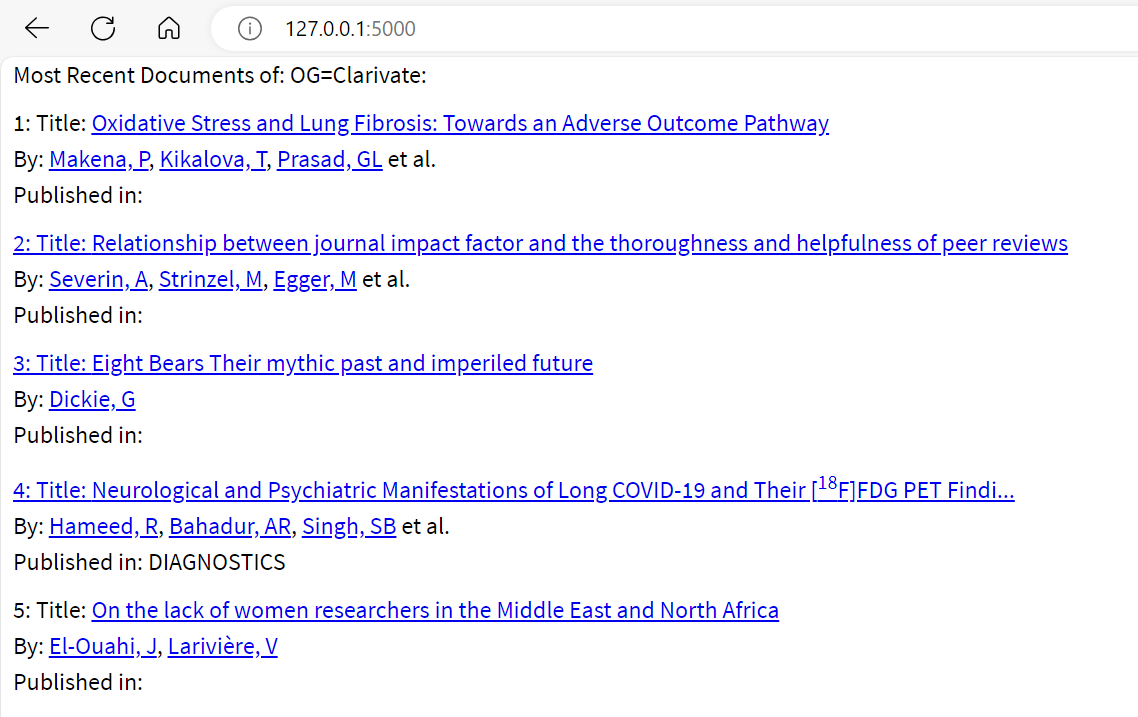 127.0.0.1:5000
Most Recent Documents of: OG=Clarivate:
1: Title: Oxidative Stress and Lung Fibrosis: Towards an Adverse Outcome Pathway
By: Makena, P, Kikalova, T, Prasad, GL et al.
Published in:
2: Title: Relationship between journal impact factor and the thoroughness and helpfulness of peer reviews
By: Severin, A, Strinzel, M, Egger, M et al.
Published in:
3: Title: Eight Bears Their mythic past and imperiled future
By: Dickie, G
Published in:
4: Title: Neurological and Psychiatric Manifestations of Long COVID-19 and Their [18F]FDG PET Findi...
By: Hameed, R, Bahadur, AR, Singh, SB et al.
Published in: DIAGNOSTICS
5: Title: On the lack of women researchers in the Middle East and North Africa
By: El-Ouahi, J, Larivière, V
Published in: